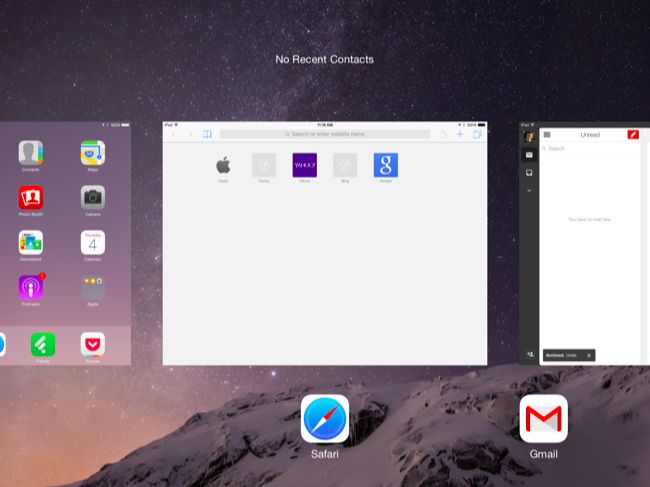 No Recent Contacts
100%
iPad
11:16 AM
100%
iPad
Search or enter website name
Unread
Search
Contacts
Maps
Apple
Disney
YAHOO!
Yahoo!
Bing
g
Google
Photo Booth
Camera
Newsstand
Thursday
4
Calendar
You have no mail here.
Podcasts
Apple
Feedly
Pocket
Archived. Undo
Safari
Gmail